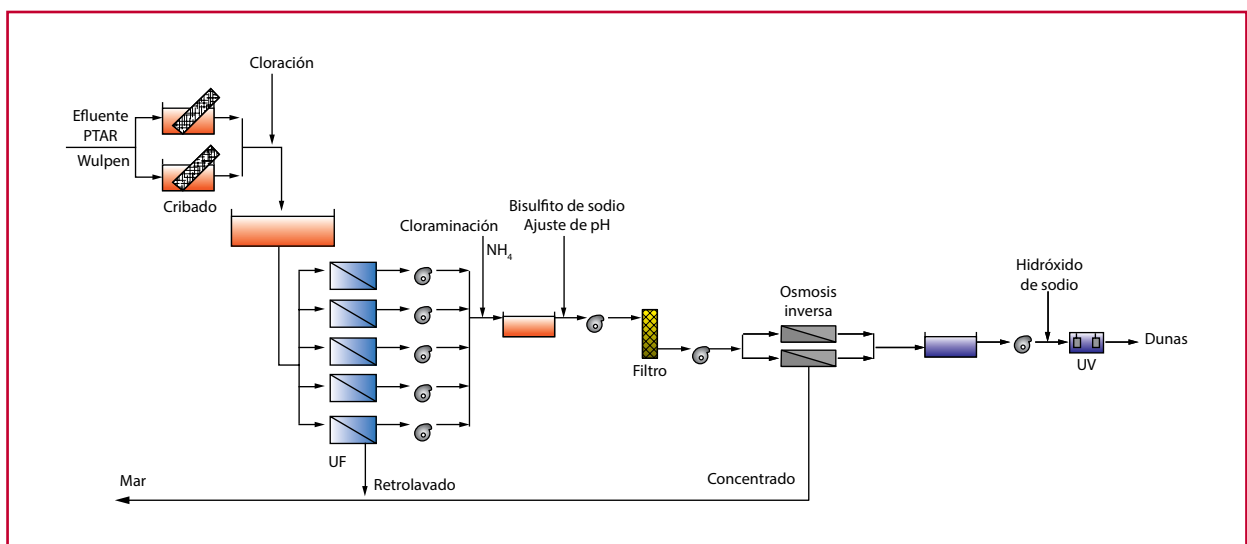 Cloración
Efluente
PTAR
Wulpen
Cribado
Cloraminación
NH4
Bisulfito de sodio
Ajuste de pH
UF
Retrolavado
Filtro
Osmosis
inversa
Concentrado
Hidróxido
de sodio
UV
Dunas
Mar